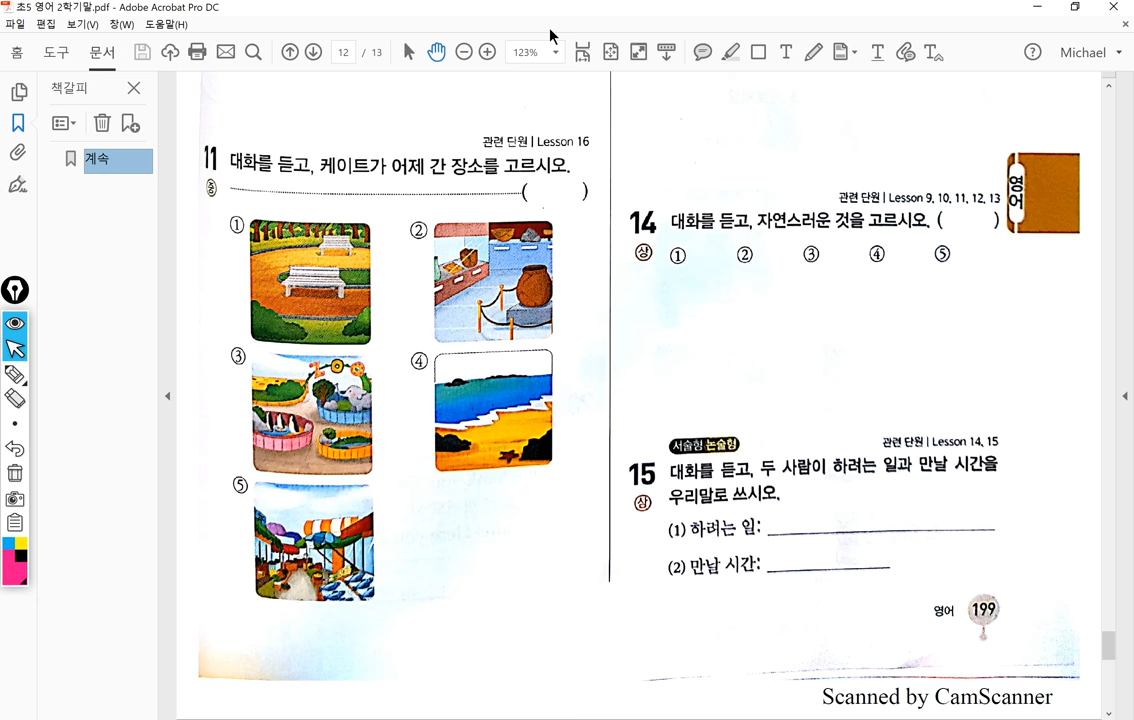 초5 영어 2학기말.pdf - Adobe Acrobat Pro DC
파일 편집 보기(V) 창(W) 도움말(H)
홈 도구 문서 12 / 13 123% Michael
책갈피
계속
관련 단원 | Lesson 16
11 대화를 듣고, 케이트가 어제 간 장소를 고르시오.
중 ( )
① ②
ZOO
③ ④
⑤
영어
관련 단원 | Lesson 9, 10, 11, 12, 13
14 대화를 듣고, 자연스러운 것을 고르시오. ( )
상 ① ② ③ ④ ⑤
서술형 논술형 관련 단원 | Lesson 14, 15
15 대화를 듣고, 두 사람이 하려는 일과 만날 시간을
상 우리말로 쓰시오.
(1) 하려는 일:
(2) 만날 시간:
영어 199
Scanned by CamScanner